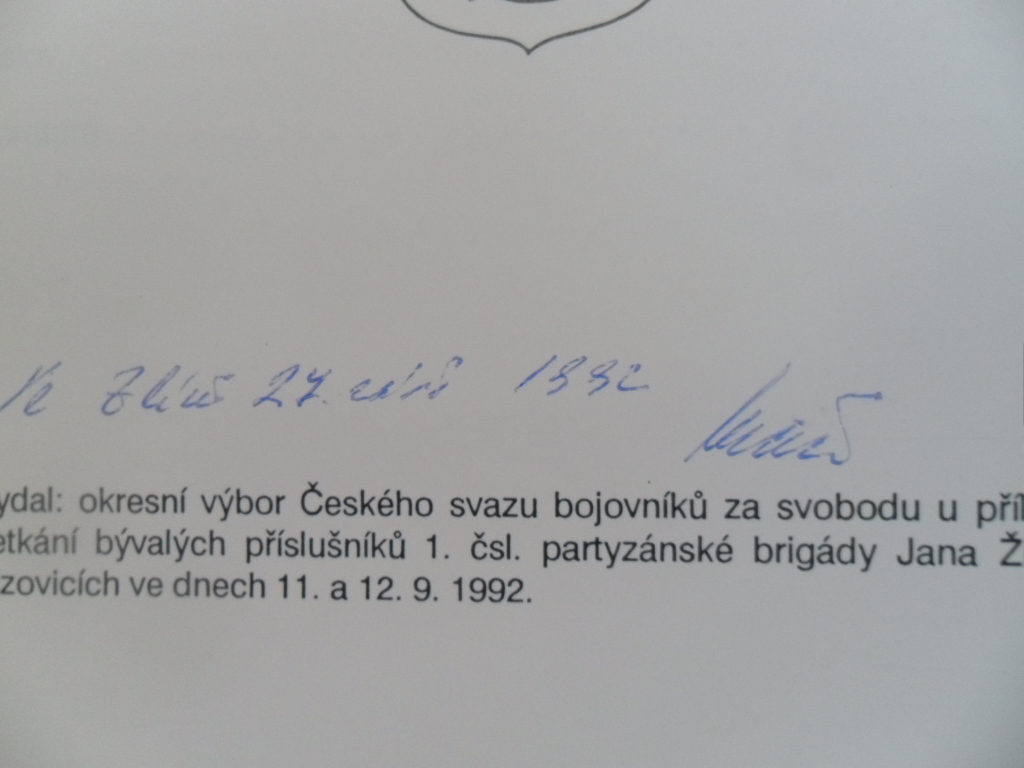 Ve Zlíně 27. září 1992
ydal: okresní výbor Českého svazu bojovníků za svobodu u příl
etkání bývalých příslušníků 1. čsl. partyzánské brigády Jana Ž
zovicích ve dnech 11. a 12. 9. 1992.